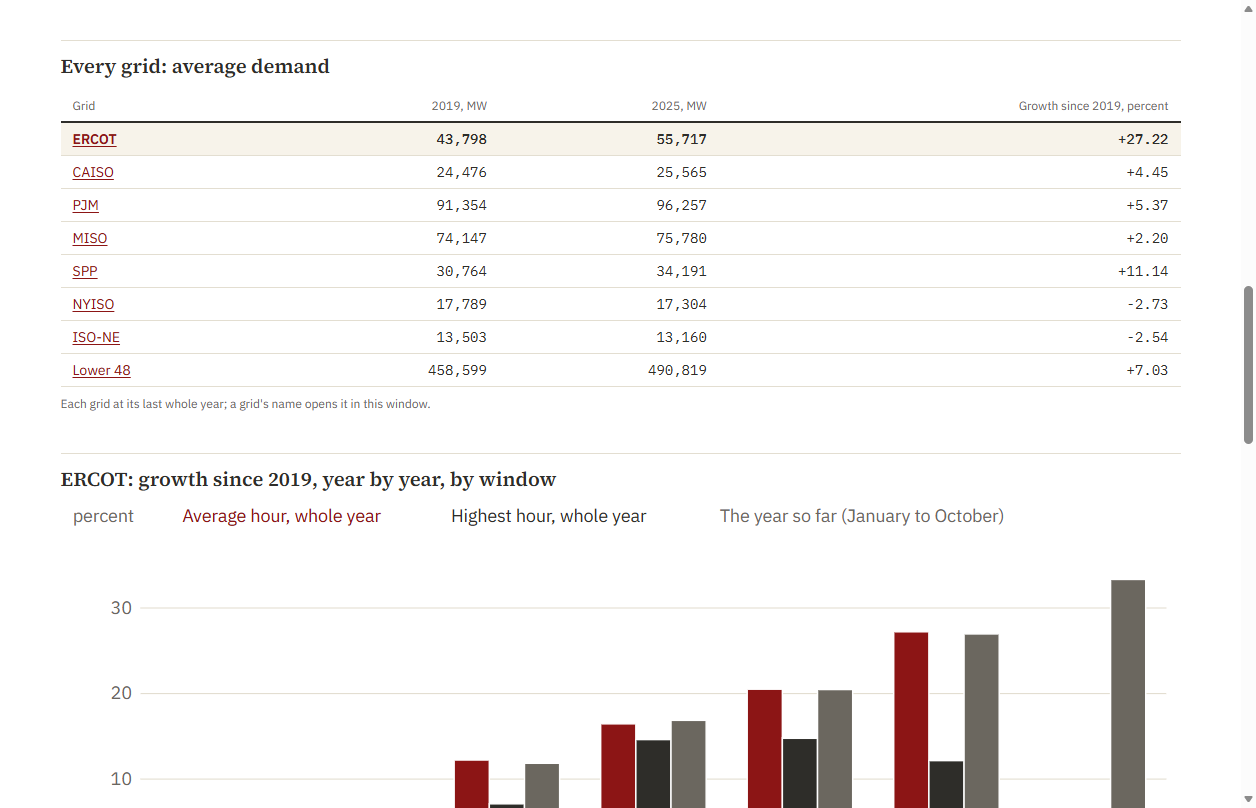 Every grid: average demand
Grid 2019, MW 2025, MW Growth since 2019, percent
ERCOT 43,798 55,717 +27.22
CAISO 24,476 25,565 +4.45
PJM 91,354 96,257 +5.37
MISO 74,147 75,780 +2.20
SPP 30,764 34,191 +11.14
NYISO 17,789 17,304 -2.73
ISO-NE 13,503 13,160 -2.54
Lower 48 458,599 490,819 +7.03
Each grid at its last whole year; a grid's name opens it in this window.
ERCOT: growth since 2019, year by year, by window
percent Average hour, whole year Highest hour, whole year The year so far (January to October)
30
20
10